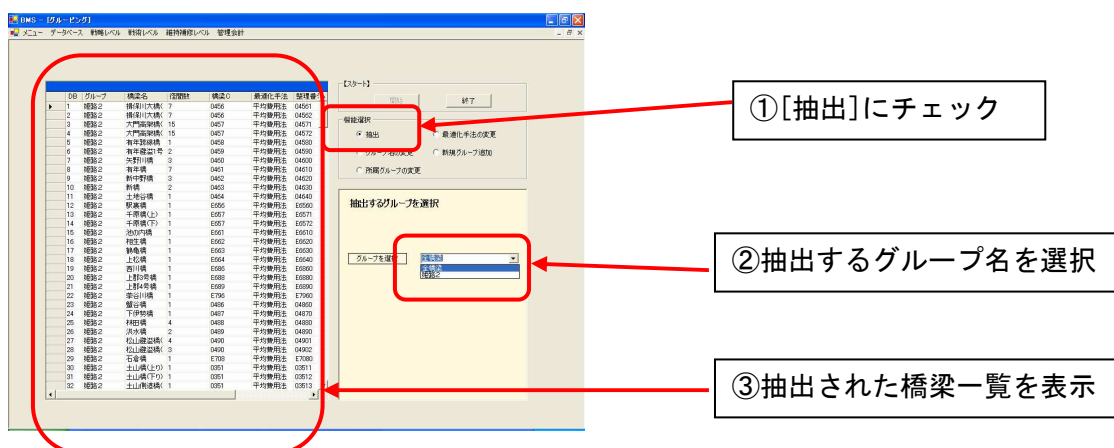 BMS - [グルーピング]
メニュー データベース 戦略レベル 戦術レベル 維持補修レベル 管理会計
DB グループ 橋梁名 径間数 橋梁C 最適化手法 整理番号
1 姫路2 揖保川大橋( 7 0456 平均費用法 04561
2 姫路2 揖保川大橋( 7 0456 平均費用法 04562
3 姫路2 大門高架橋( 15 0457 平均費用法 04571
4 姫路2 大門高架橋( 15 0457 平均費用法 04572
5 姫路2 有年跨線橋 1 0458 平均費用法 04580
6 姫路2 有年避溢1号 2 0459 平均費用法 04590
7 姫路2 矢野川橋 3 0460 平均費用法 04600
8 姫路2 有年橋 7 0461 平均費用法 04610
9 姫路2 新中野橋 3 0462 平均費用法 04620
10 姫路2 新橋 2 0463 平均費用法 04630
11 姫路2 土地谷橋 1 0464 平均費用法 04640
12 姫路2 駅裏橋 1 E656 平均費用法 E6560
13 姫路2 千原橋(上) 1 E657 平均費用法 E6571
14 姫路2 千原橋(下) 1 E657 平均費用法 E6572
15 姫路2 池の内橋 1 E661 平均費用法 E6610
16 姫路2 相生橋 1 E662 平均費用法 E6620
17 姫路2 鶴亀橋 1 E663 平均費用法 E6630
18 姫路2 上松橋 1 E664 平均費用法 E6640
19 姫路2 西川橋 1 E686 平均費用法 E6860
20 姫路2 上郡3号橋 1 E688 平均費用法 E6880
21 姫路2 上郡4号橋 1 E689 平均費用法 E6890
22 姫路2 1 E796 平均費用法 E7960
23 姫路2 蟹谷橋 1 0486 平均費用法 04860
24 姫路2 下伊勢橋 1 0487 平均費用法 04870
25 姫路2 林田橋 4 0488 平均費用法 04880
26 姫路2 洪水橋 2 0489 平均費用法 04890
27 姫路2 松山避溢橋( 4 0490 平均費用法 04901
28 姫路2 松山避溢橋( 3 0490 平均費用法 04902
29 姫路2 石倉橋 1 E708 平均費用法 E7080
30 姫路2 土山橋(上り) 1 0351 平均費用法 03511
31 姫路2 土山橋(下り) 1 0351 平均費用法 03512
32 姫路2 土山側道橋( 1 0351 平均費用法 03513
【スタート】
開始 終了
機能選択
抽出 最適化手法の変更
グループ名の変更 新規グループ追加
所属グループの変更
抽出するグループを選択
グループを選択 全橋梁
全橋梁
姫路2
①[抽出]にチェック
②抽出するグループ名を選択
③抽出された橋梁一覧を表示